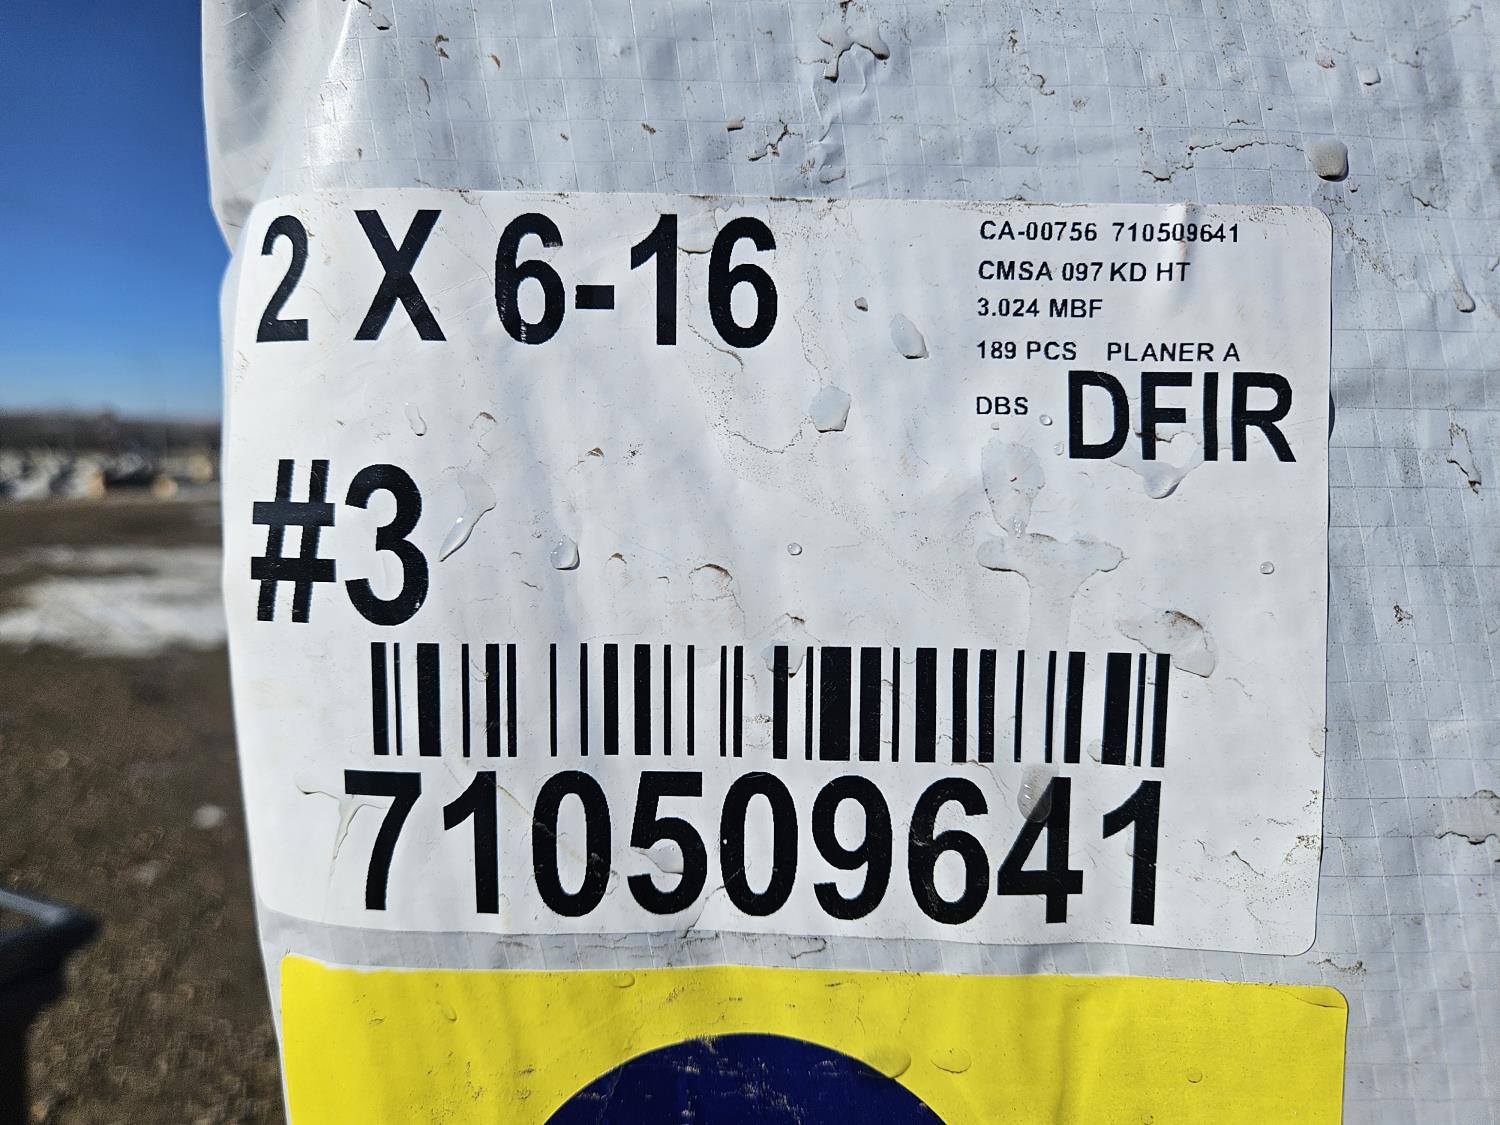 2 X 6-16
CA-00756 710509641
CMSA 097 KD HT
3.024 MBF
189 PCS PLANER A
DBS DFIR
#3
710509641